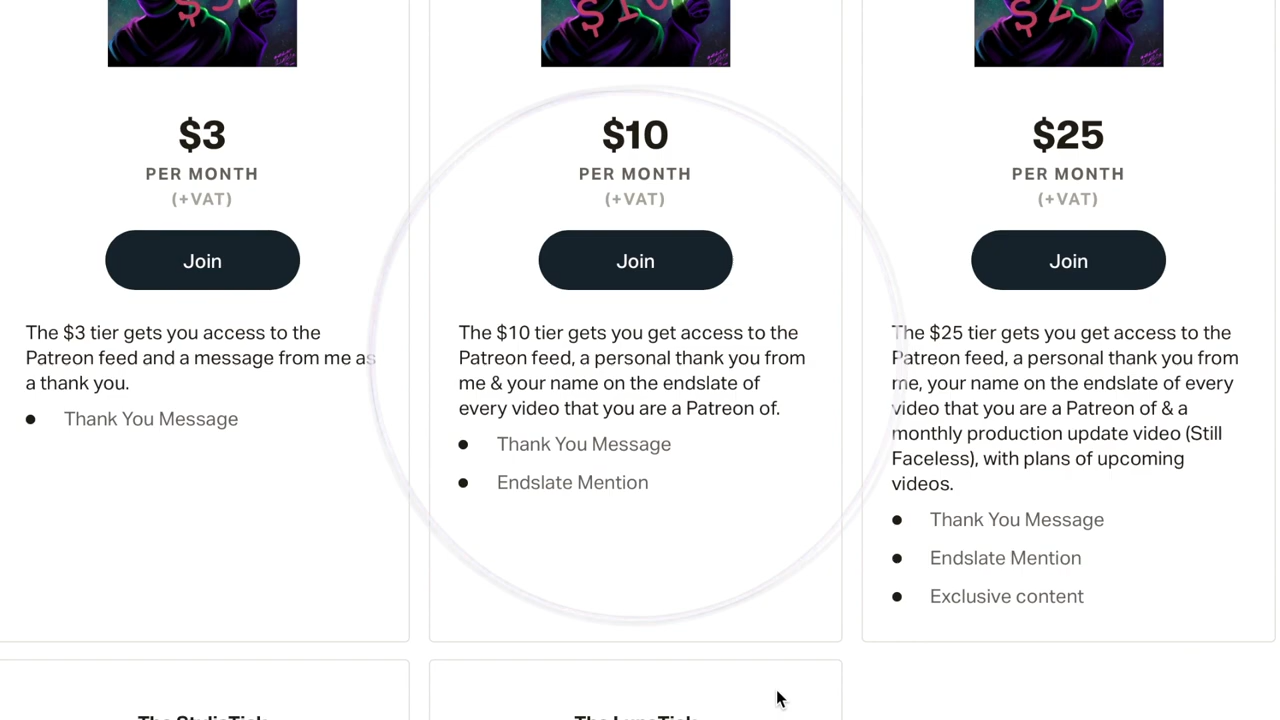 $10
$25
$3
PER MONTH
(+VAT)
Join
The $3 tier gets you access to the
Patreon feed and a message from me as
a thank you.
• Thank You Message
$10
PER MONTH
(+VAT)
Join
The $10 tier gets you get access to the
Patreon feed, a personal thank you from
me & your name on the endslate of
every video that you are a Patreon of.
• Thank You Message
• Endslate Mention
$25
PER MONTH
(+VAT)
Join
The $25 tier gets you get access to the
Patreon feed, a personal thank you from
me, your name on the endslate of every
video that you are a Patreon of & a
monthly production update video (Still
Faceless), with plans of upcoming
videos.
• Thank You Message
• Endslate Mention
• Exclusive content
The
The